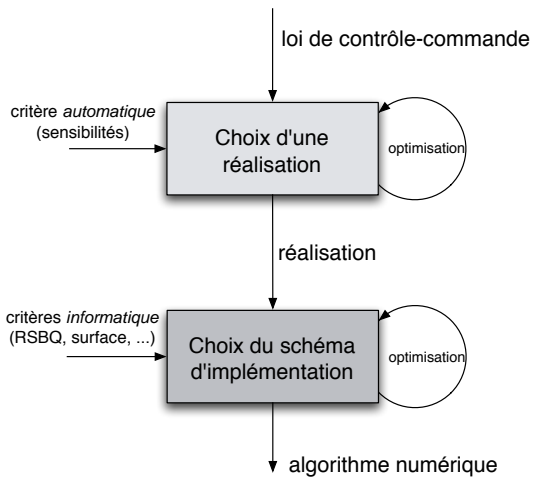 loi de contrôle-commande
critère automatique
(sensibilités)
Choix d'une
réalisation
optimisation
réalisation
critères informatique
(RSBQ, surface, ...)
Choix du schéma
d'implémentation
optimisation
algorithme numérique